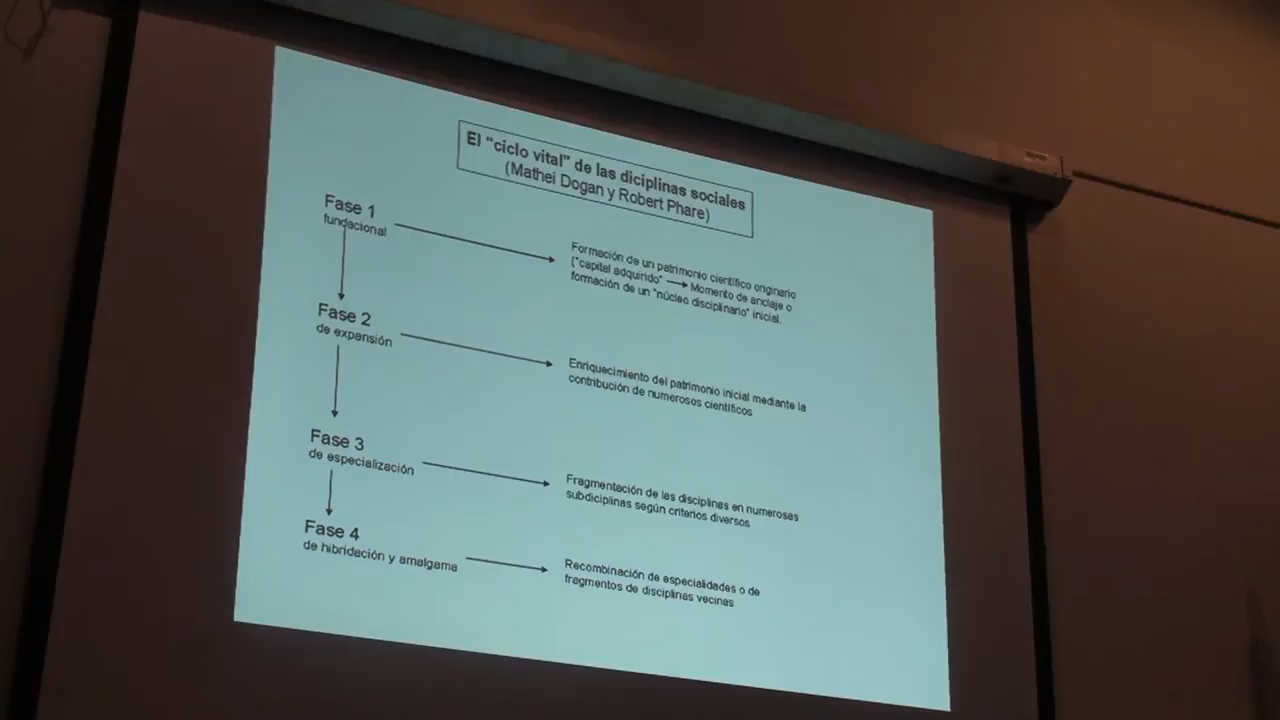 El “ciclo vital” de las diciplinas sociales
(Mathei Dogan y Robert Phare)
Fase 1
fundacional
Formación de un patrimonio científico originario
(“capital adquirido” → Momento de anclaje o
formación de un “núcleo disciplinario” inicial.
Fase 2
de expansión
Enriquecimiento del patrimonio inicial mediante la
contribución de numerosos científicos
Fase 3
de especialización
Fragmentación de las disciplinas en numerosas
subdiciplinas según criterios diversos
Fase 4
de hibridación y amalgama
Recombinación de especialidades o de
fragmentos de disciplinas vecinas